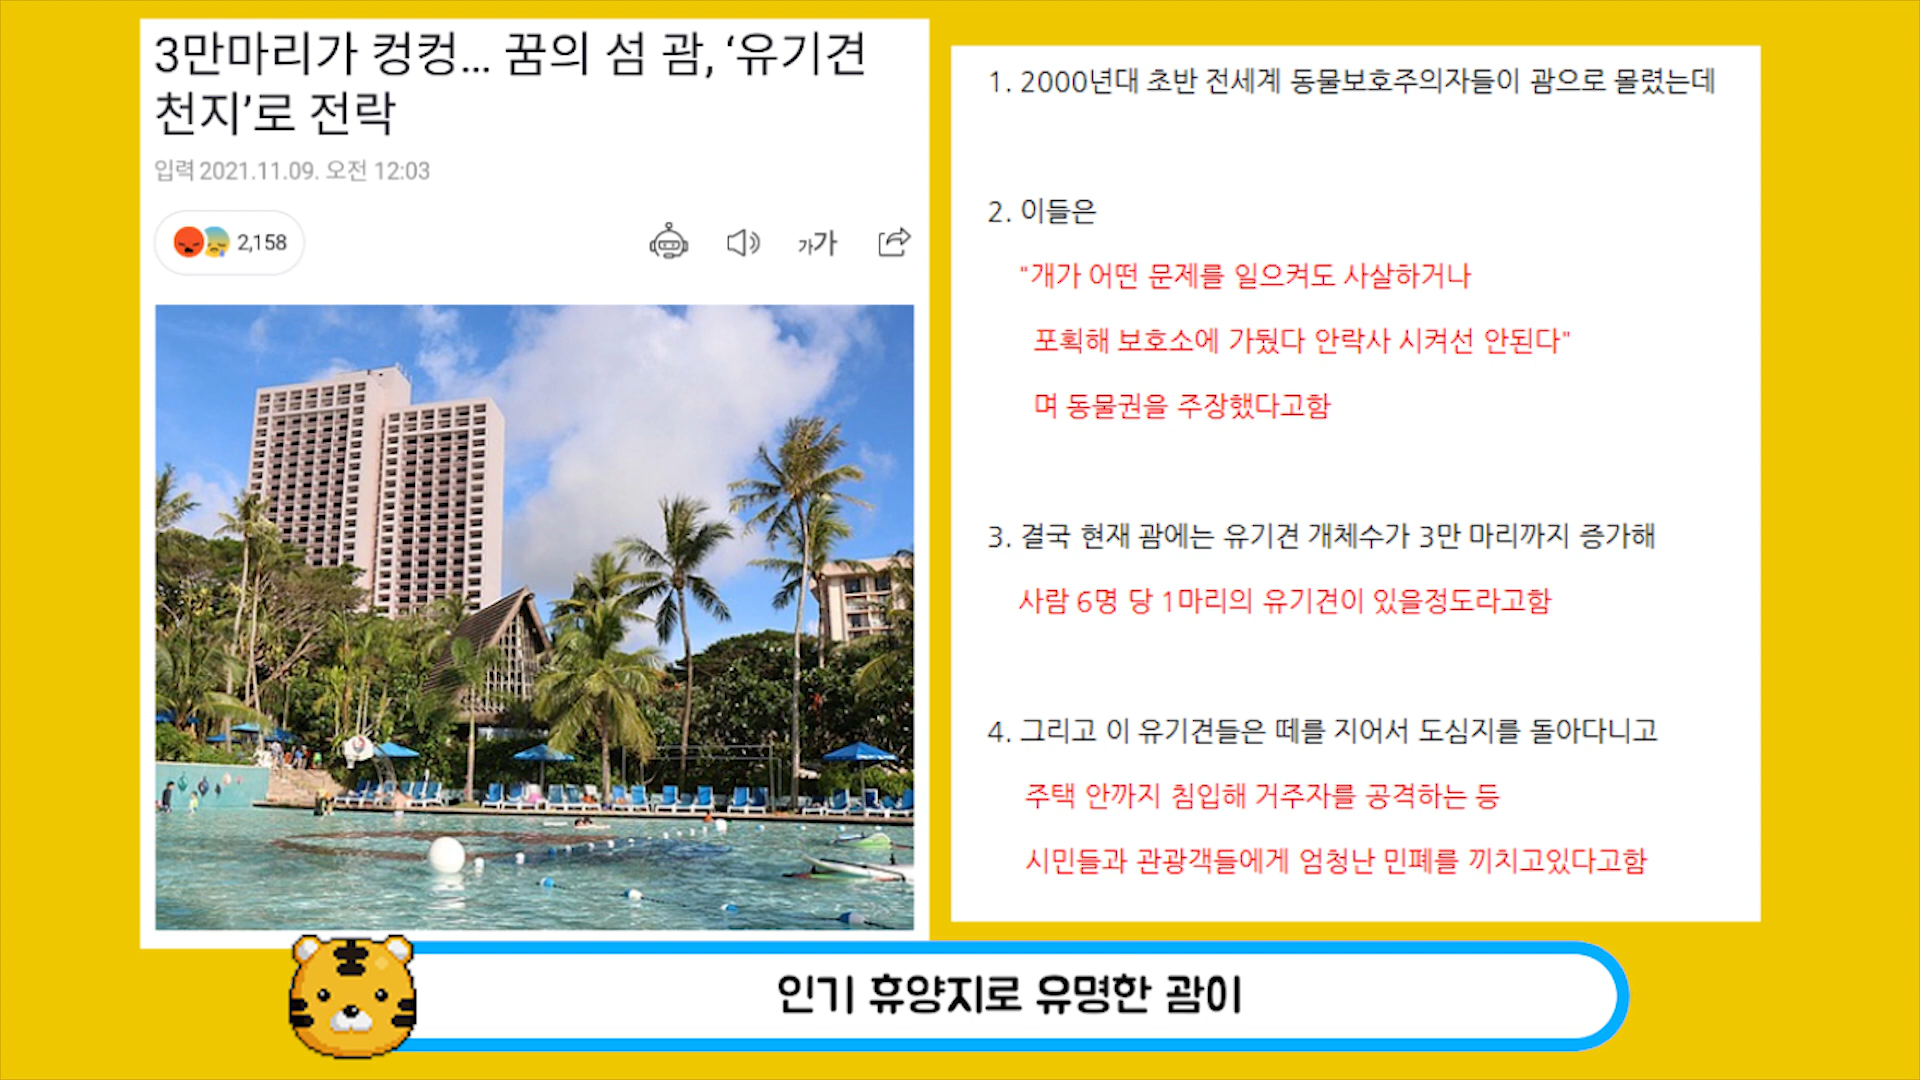 3만마리가 컹컹... 꿈의 섬 괌, ‘유기견
천지’로 전락
입력 2021.11.09. 오전 12:03
2,158
가가
1. 2000년대 초반 전세계 동물보호주의자들이 괌으로 몰렸는데
2. 이들은
"개가 어떤 문제를 일으켜도 사살하거나
포획해 보호소에 가뒀다 안락사 시켜선 안된다"
며 동물권을 주장했다고함
3. 결국 현재 괌에는 유기견 개체수가 3만 마리까지 증가해
사람 6명 당 1마리의 유기견이 있을정도라고함
4. 그리고 이 유기견들은 떼를 지어서 도심지를 돌아다니고
주택 안까지 침입해 거주자를 공격하는 등
시민들과 관광객들에게 엄청난 민폐를 끼치고있다고함
인기 휴양지로 유명한 괌이